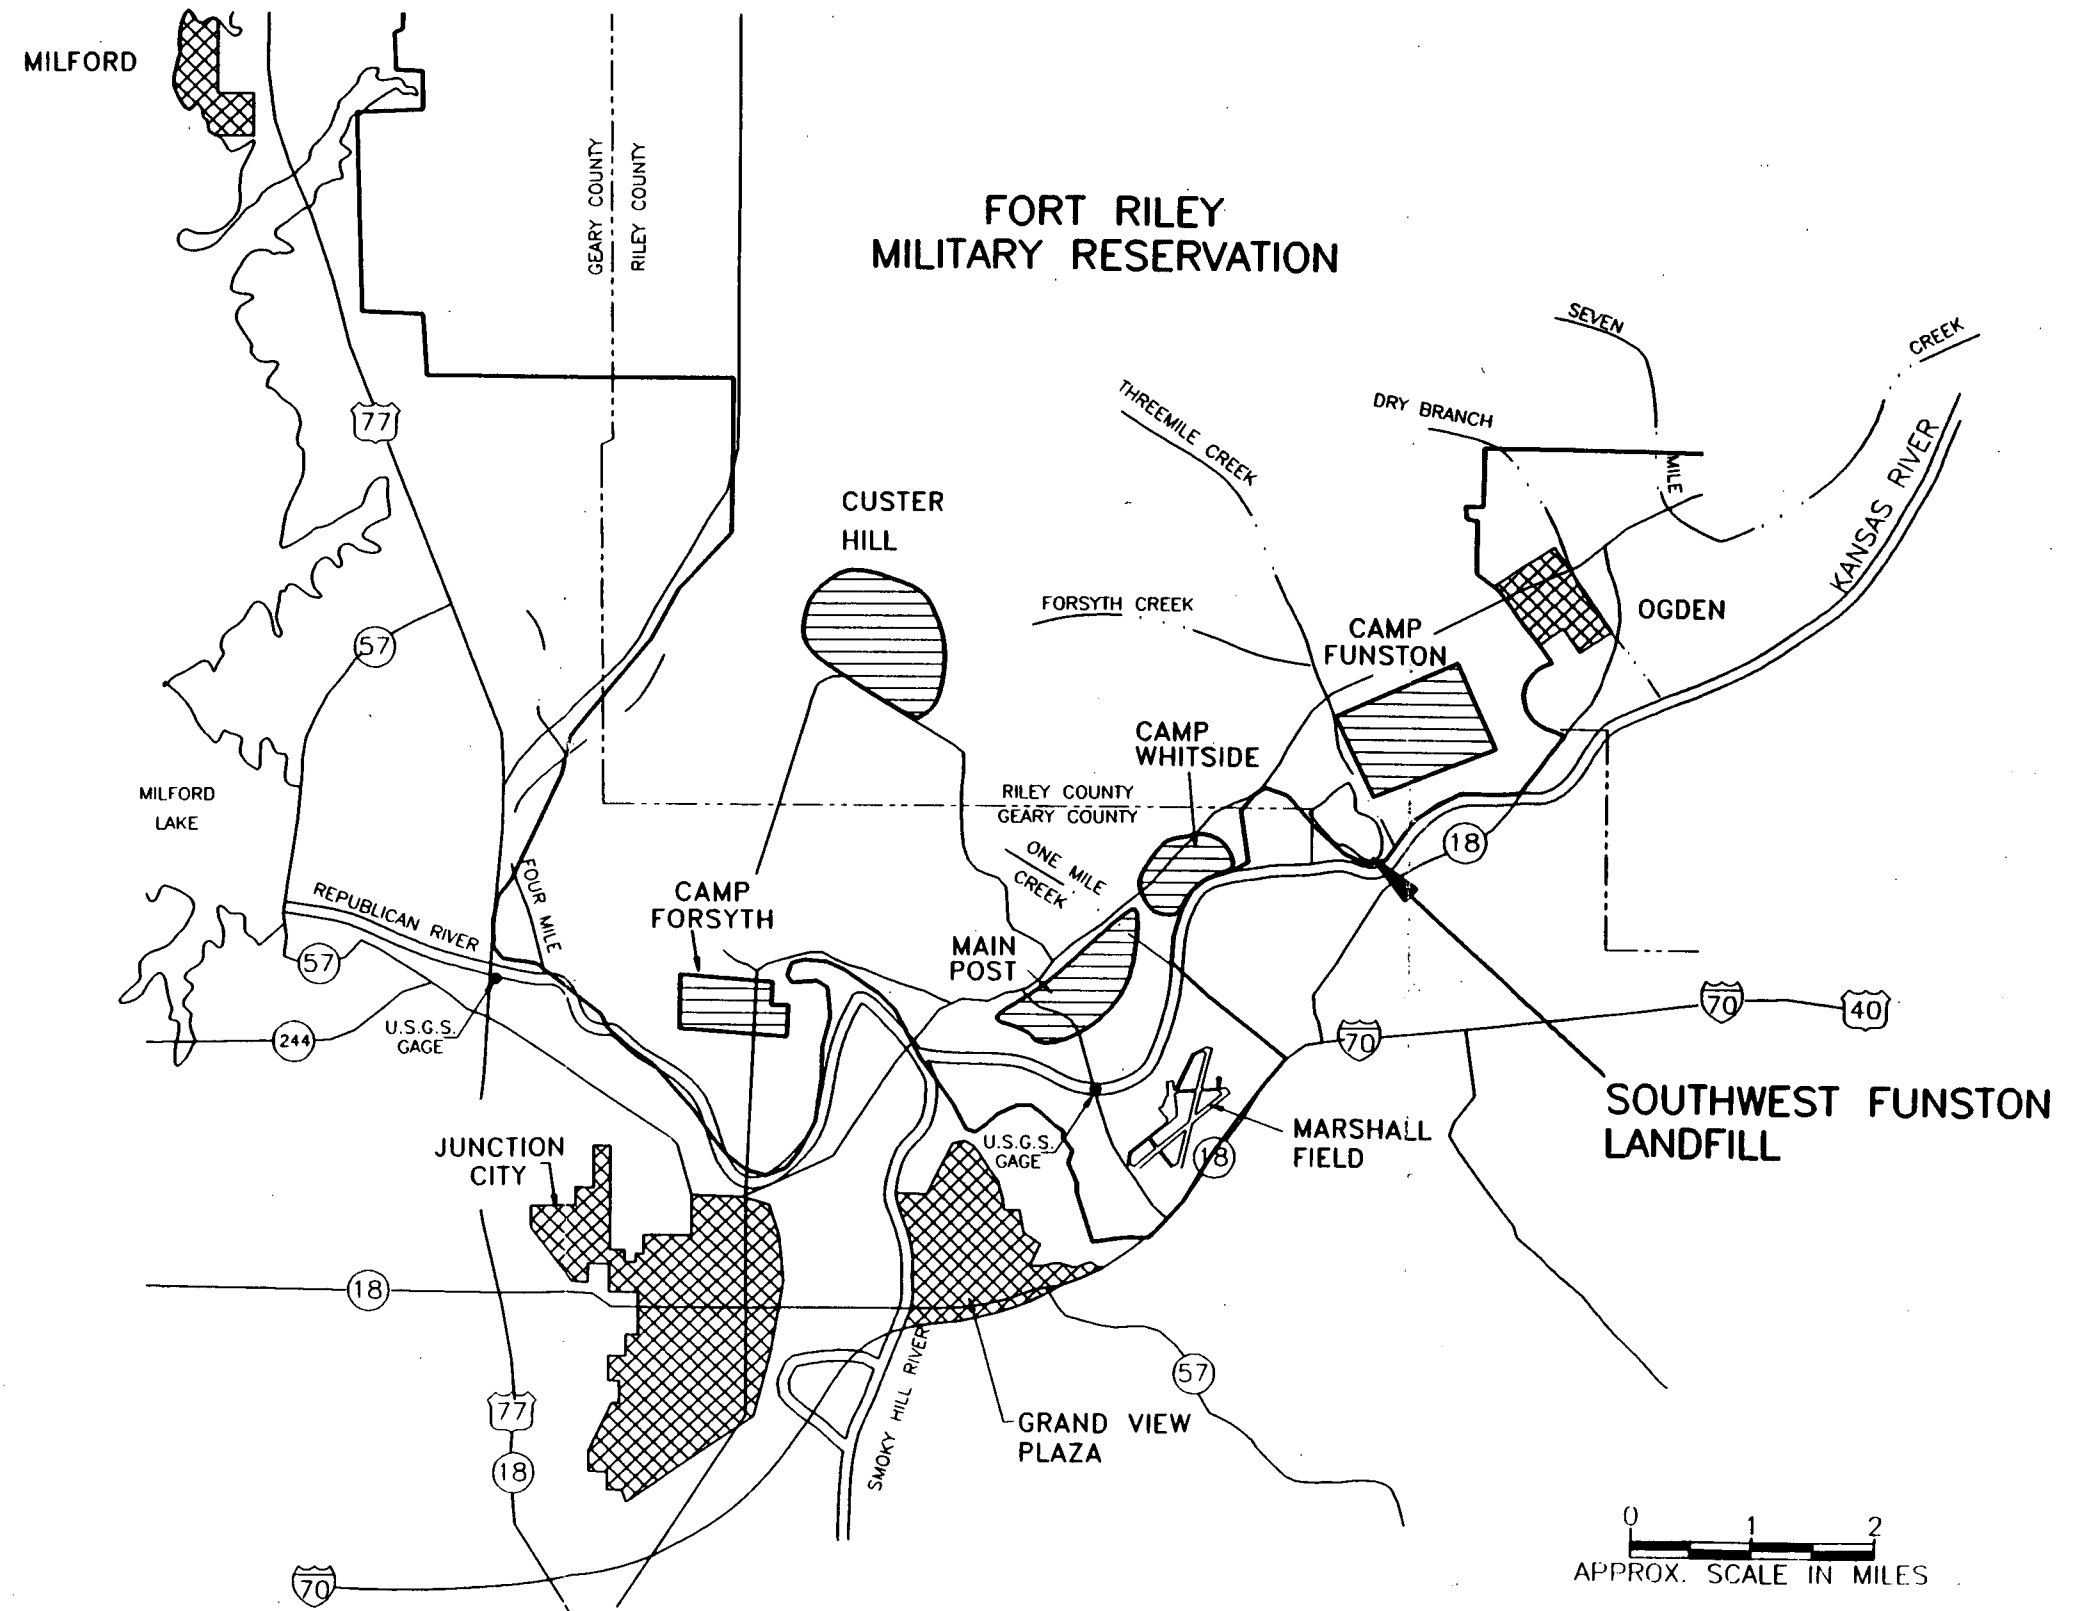 MILFORD
GEARY COUNTY
RILEY COUNTY
FORT RILEY
MILITARY RESERVATION
SEVEN
CREEK
77
THREEMILE CREEK
DRY BRANCH
MILE
KANSAS RIVER
CUSTER
HILL
57
FORSYTH CREEK
CAMP
FUNSTON
OGDEN
CAMP
WHITSIDE
MILFORD
LAKE
RILEY COUNTY
GEARY COUNTY
18
ONE MILE
CREEK
FOUR MILE
REPUBLICAN RIVER
CAMP
FORSYTH
MAIN
POST
57
244
U.S.G.S.
GAGE
70
70
40
SOUTHWEST FUNSTON
LANDFILL
MARSHALL
FIELD
18
U.S.G.S.
GAGE
JUNCTION
CITY
18
57
77
18
SMOKY HILL RIVER
GRAND VIEW
PLAZA
70
0 1 2
APPROX. SCALE IN MILES